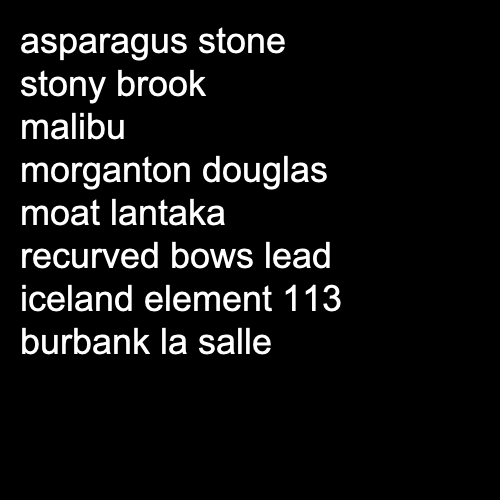 asparagus stone
stony brook
malibu
morganton douglas
moat lantaka
recurved bows lead
iceland element 113
burbank la salle